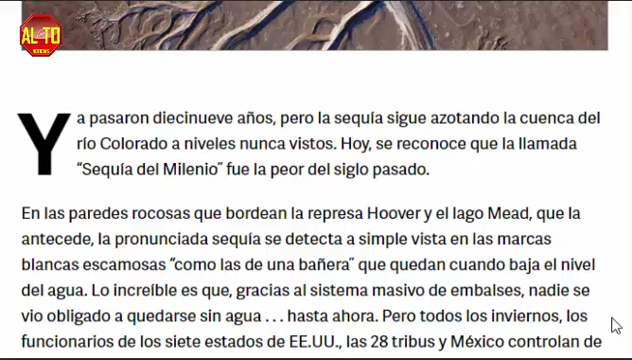 AL TO
Ya pasaron diecinueve años, pero la sequía sigue azotando la cuenca del
río Colorado a niveles nunca vistos. Hoy, se reconoce que la llamada
“Sequía del Milenio” fue la peor del siglo pasado.
En las paredes rocosas que bordean la represa Hoover y el lago Mead, que la
antecede, la pronunciada sequía se detecta a simple vista en las marcas
blancas escamosas “como las de una bañera” que quedan cuando baja el nivel
del agua. Lo increíble es que, gracias al sistema masivo de embalses, nadie se
vio obligado a quedarse sin agua . . . hasta ahora. Pero todos los inviernos, los
funcionarios de los siete estados de EE.UU., las 28 tribus y México controlan de